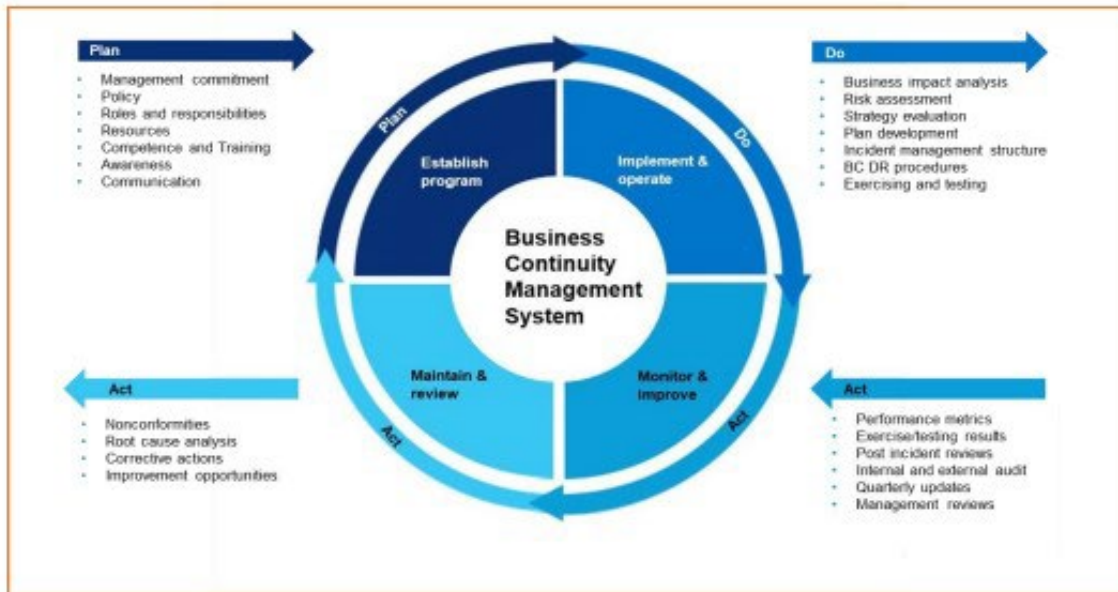 Plan
Management commitment
Policy
Roles and responsibilities
Resources
Competence and Training
Awareness
Communication
Do
Business impact analysis
Risk assessment
Strategy evaluation
Plan development
Incident management structure
BC DR procedures
Exercising and testing
Plan
Do
Establish
program
Implement &
operate
Business
Continuity
Management
System
Maintain &
review
Monitor &
improve
Act
Act
Act
Nonconformities
Root cause analysis
Corrective actions
Improvement opportunities
Act
Performance metrics
Exercise/testing results
Post incident reviews
Internal and external audit
Quarterly updates
Management reviews